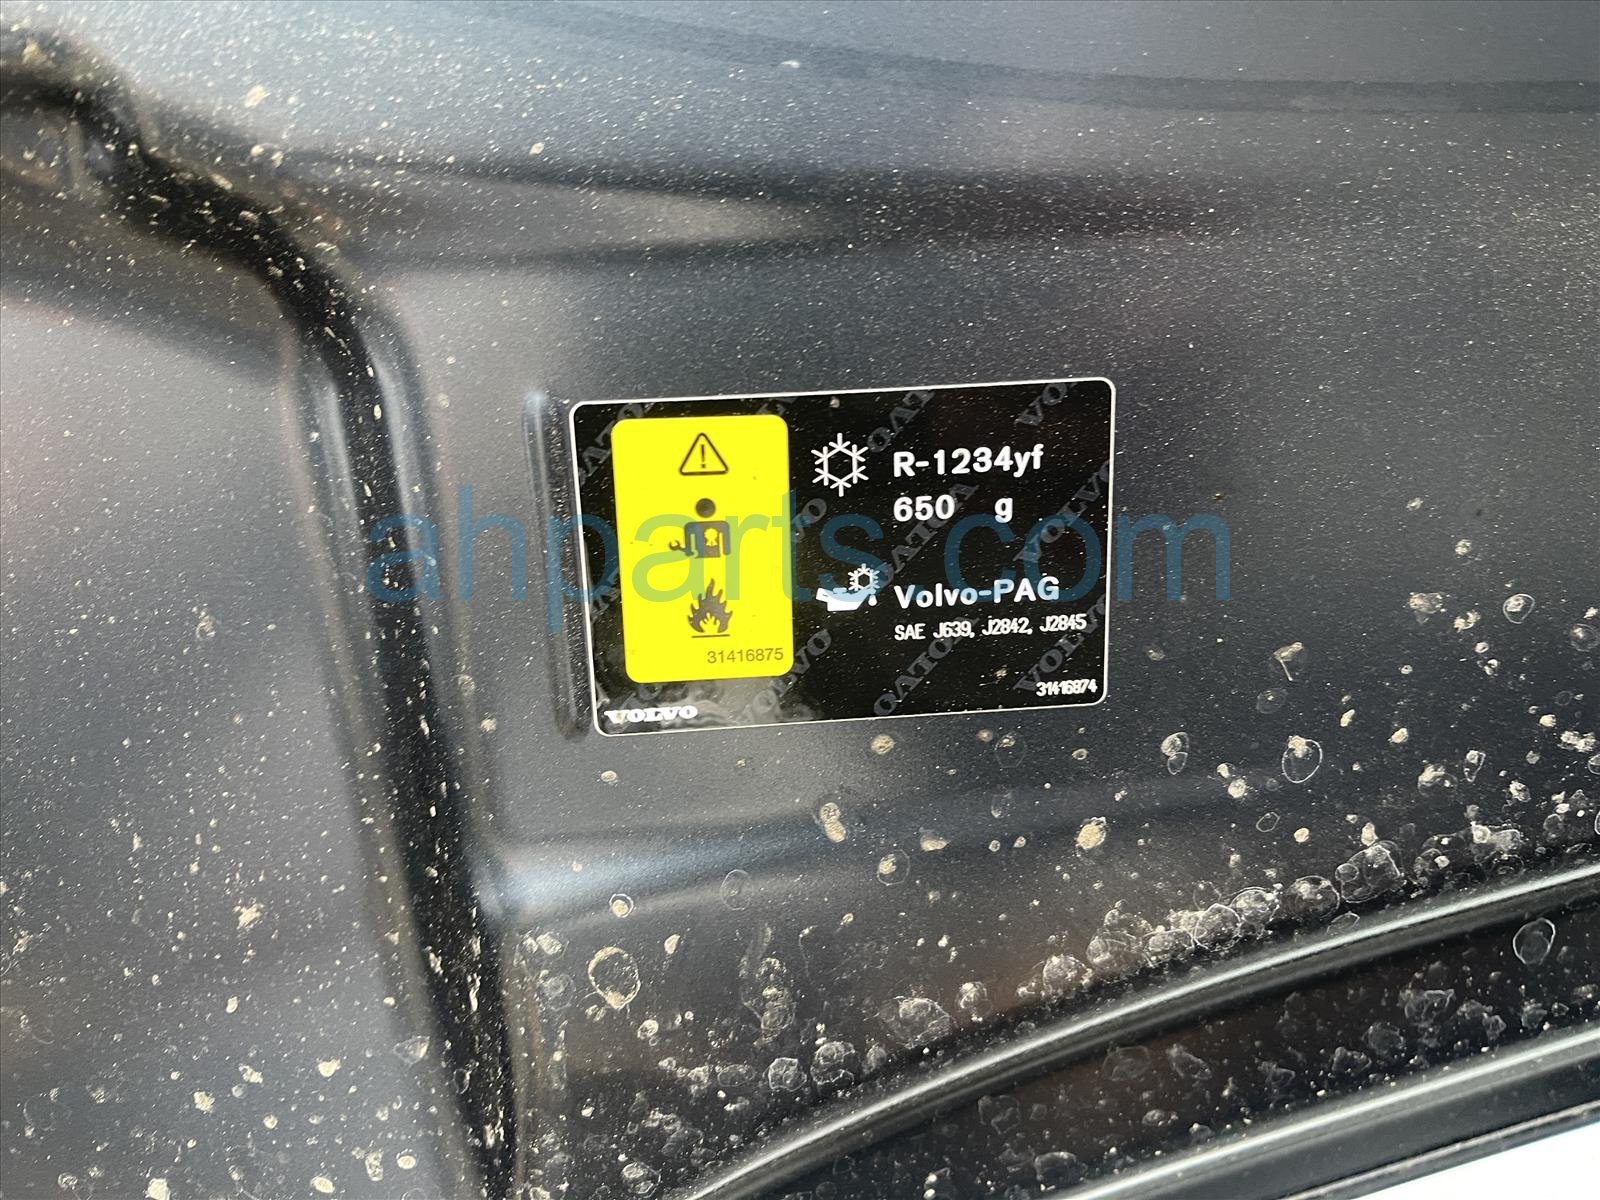 R-1234yf
650 g
Volvo-PAG
SAE J639, J2842, J2845
31416875
31416874
VOLVO
ahparts.com